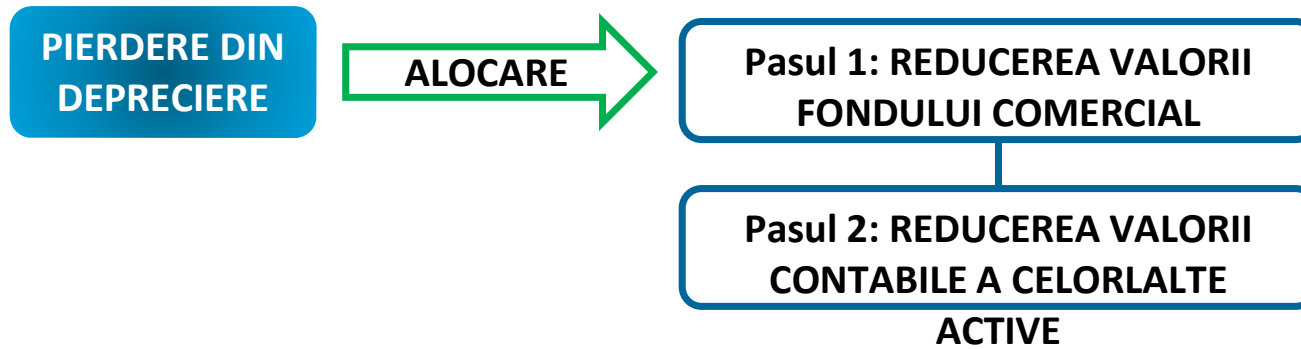 PIERDERE DIN
DEPRECIERE
ALOCARE
Pasul 1: REDUCEREA VALORII
FONDULUI COMERCIAL
Pasul 2: REDUCEREA VALORII
CONTABILE A CELORLALTE
ACTIVE